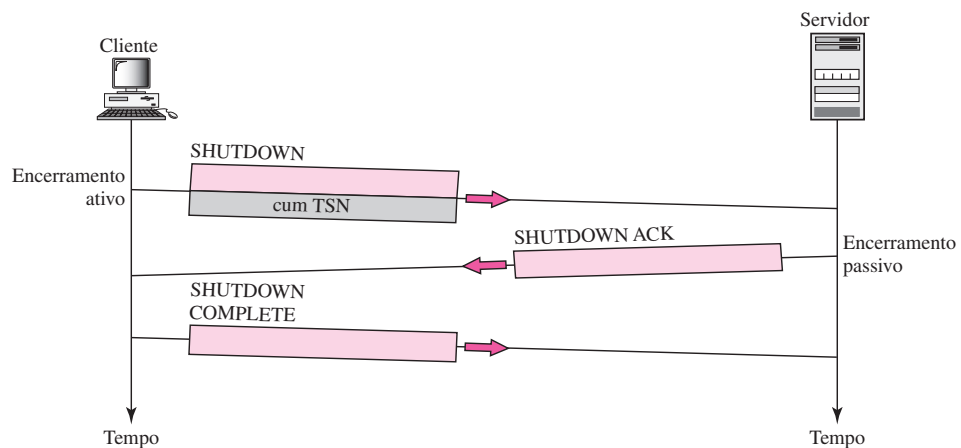 Servidor
Cliente
SHUTDOWN
Encerramento
ativo
cum TSN
SHUTDOWN ACK
Encerramento
passivo
SHUTDOWN
COMPLETE
Tempo
Tempo